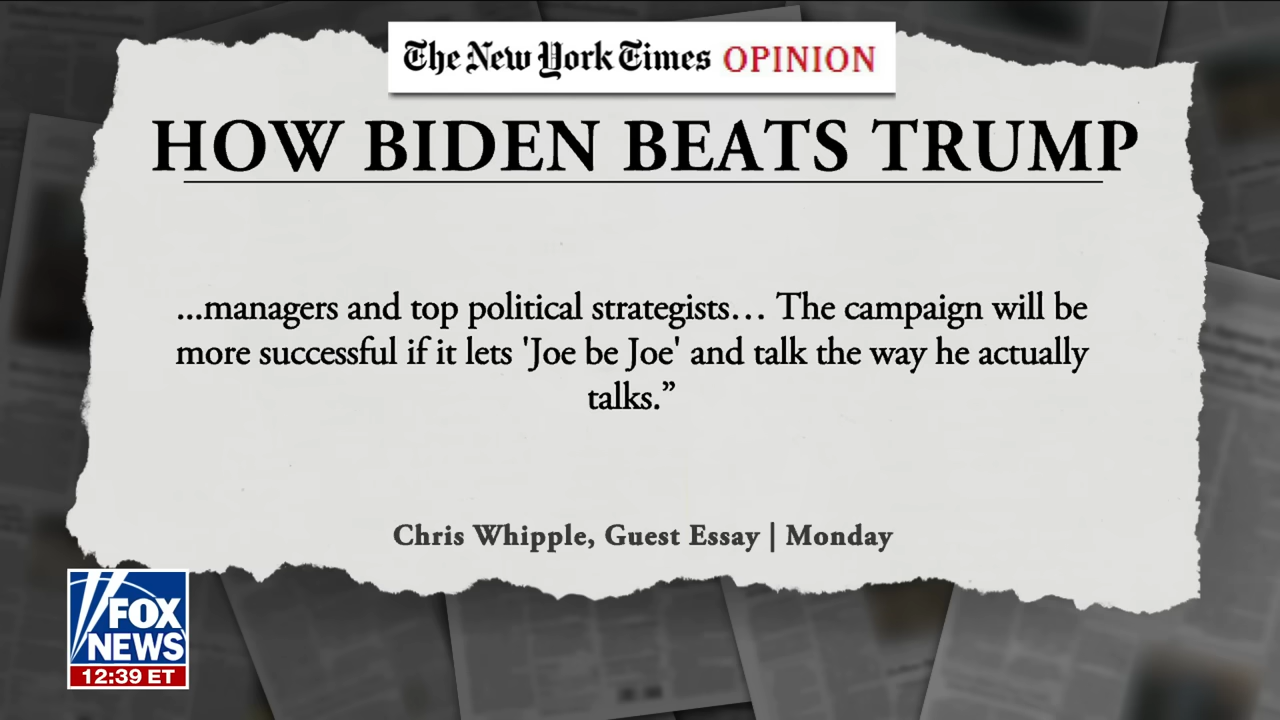 The New York Times OPINION
HOW BIDEN BEATS TRUMP
...managers and top political strategists... The campaign will be
more successful if it lets 'Joe be Joe' and talk the way he actually
talks.”
Chris Whipple, Guest Essay | Monday
FOX
NEWS
12:39 ET